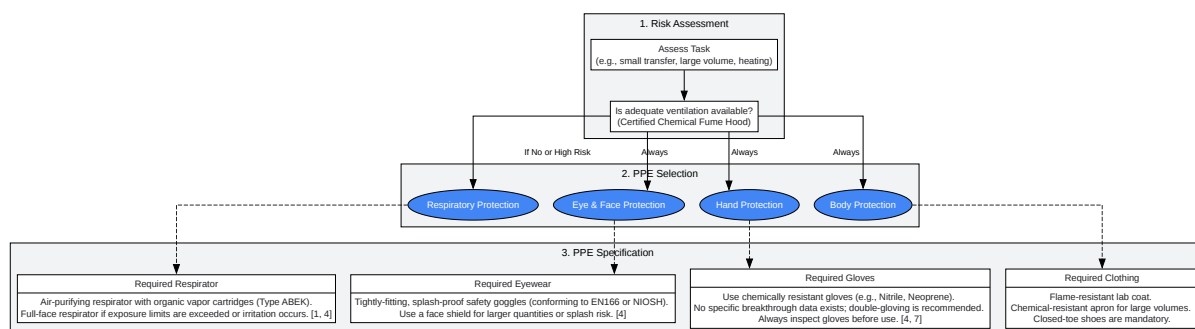 1. Risk Assessment
Assess Task
(e.g., small transfer, large volume, heating)
Is adequate ventilation available?
(Certified Chemical Fume Hood)
If No or High Risk
Always
Always
Always
2. PPE Selection
Respiratory Protection
Eye & Face Protection
Hand Protection
Body Protection
3. PPE Specification
Required Respirator
Air-purifying respirator with organic vapor cartridges (Type ABEK).
Full-face respirator if exposure limits are exceeded or irritation occurs. [1, 4]
Required Eyewear
Tightly-fitting, splash-proof safety goggles (conforming to EN166 or NIOSH).
Use a face shield for larger quantities or splash risk. [4]
Required Gloves
Use chemically resistant gloves (e.g., Nitrile, Neoprene).
No specific breakthrough data exists; double-gloving is recommended.
Always inspect gloves before use. [4, 7]
Required Clothing
Flame-resistant lab coat.
Chemical-resistant apron for large volumes.
Closed-toe shoes are mandatory.